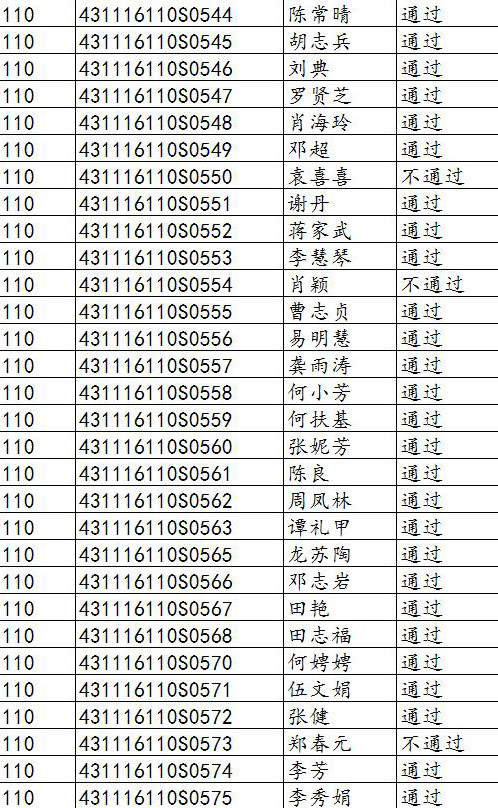 110 431116110S0544 陈常晴 通过
110 431116110S0545 胡志兵 通过
110 431116110S0546 刘典 通过
110 431116110S0547 罗贤芝 通过
110 431116110S0548 肖海玲 通过
110 431116110S0549 邓超 通过
110 431116110S0550 袁喜喜 不通过
110 431116110S0551 谢丹 通过
110 431116110S0552 蒋家武 通过
110 431116110S0553 李慧琴 通过
110 431116110S0554 肖颖 不通过
110 431116110S0555 曹志贞 通过
110 431116110S0556 易明慧 通过
110 431116110S0557 龚雨涛 通过
110 431116110S0558 何小芳 通过
110 431116110S0559 何扶基 通过
110 431116110S0560 张妮芳 通过
110 431116110S0561 陈良 通过
110 431116110S0562 周凤林 通过
110 431116110S0563 谭礼甲 通过
110 431116110S0565 龙苏陶 通过
110 431116110S0566 邓志岩 通过
110 431116110S0567 田艳 通过
110 431116110S0568 田志福 通过
110 431116110S0570 何娉娉 通过
110 431116110S0571 伍文娟 通过
110 431116110S0572 张健 通过
110 431116110S0573 郑春元 不通过
110 431116110S0574 李芳 通过
110 431116110S0575 李秀娟 通过